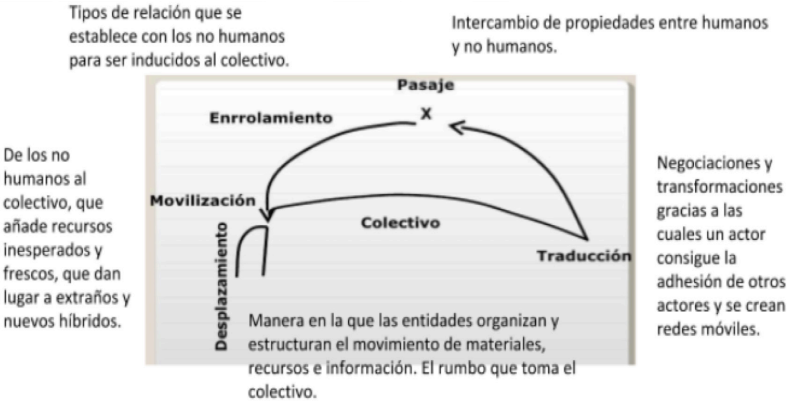 Tipos de relación que se
establece con los no humanos
para ser inducidos al colectivo.
Intercambio de propiedades entre humanos
y no humanos.
Pasaje
X
Enrrolamiento
De los no
humanos al
colectivo, que
añade recursos
inesperados y
frescos, que dan
lugar a extraños y
nuevos híbridos.
Movilización
Colectivo
Traducción
Desplazamiento
Negociaciones y
transformaciones
gracias a las
cuales un actor
consigue la
adhesión de otros
actores y se crean
redes móviles.
Manera en la que las entidades organizan y
estructuran el movimiento de materiales,
recursos e información. El rumbo que toma el
colectivo.